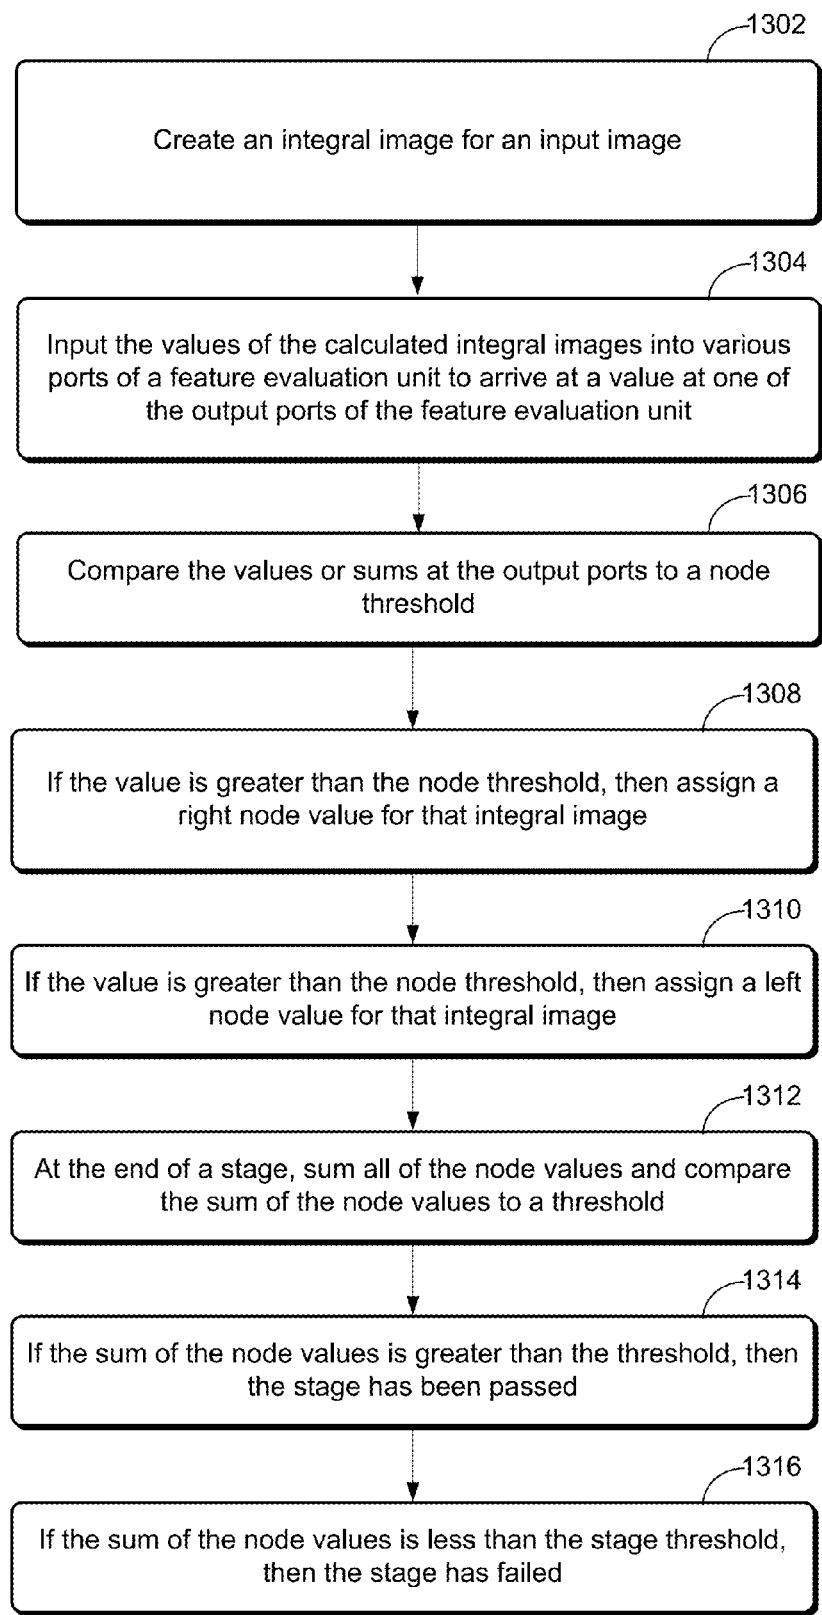 1302
Create an integral image for an input image
1304
Input the values of the calculated integral images into various
ports of a feature evaluation unit to arrive at a value at one of
the output ports of the feature evaluation unit
1306
Compare the values or sums at the output ports to a node
threshold
1308
If the value is greater than the node threshold, then assign a
right node value for that integral image
1310
If the value is greater than the node threshold, then assign a left
node value for that integral image
1312
At the end of a stage, sum all of the node values and compare
the sum of the node values to a threshold
1314
If the sum of the node values is greater than the threshold, then
the stage has been passed
1316
If the sum of the node values is less than the stage threshold,
then the stage has failed